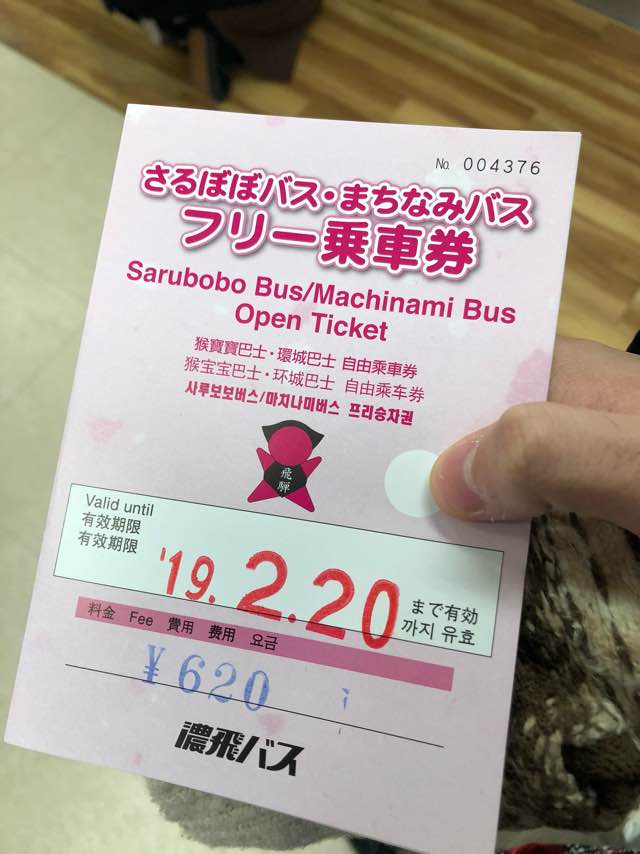 No. 004376
さるぼぼバス・まちなみバス
フリー乗車券
Sarubobo Bus/Machinami Bus
Open Ticket
猴寶寶巴士・環城巴士 自由乘車券
猴宝宝巴士・环城巴士 自由乘车券
사루보보버스/마치나미버스 프리승차권
飛騨
Valid until
有効期限
有效期限
'19. 2.20
まで有効
까지 유효
料金 Fee 費用 费用 요금
¥620
濃飛バス